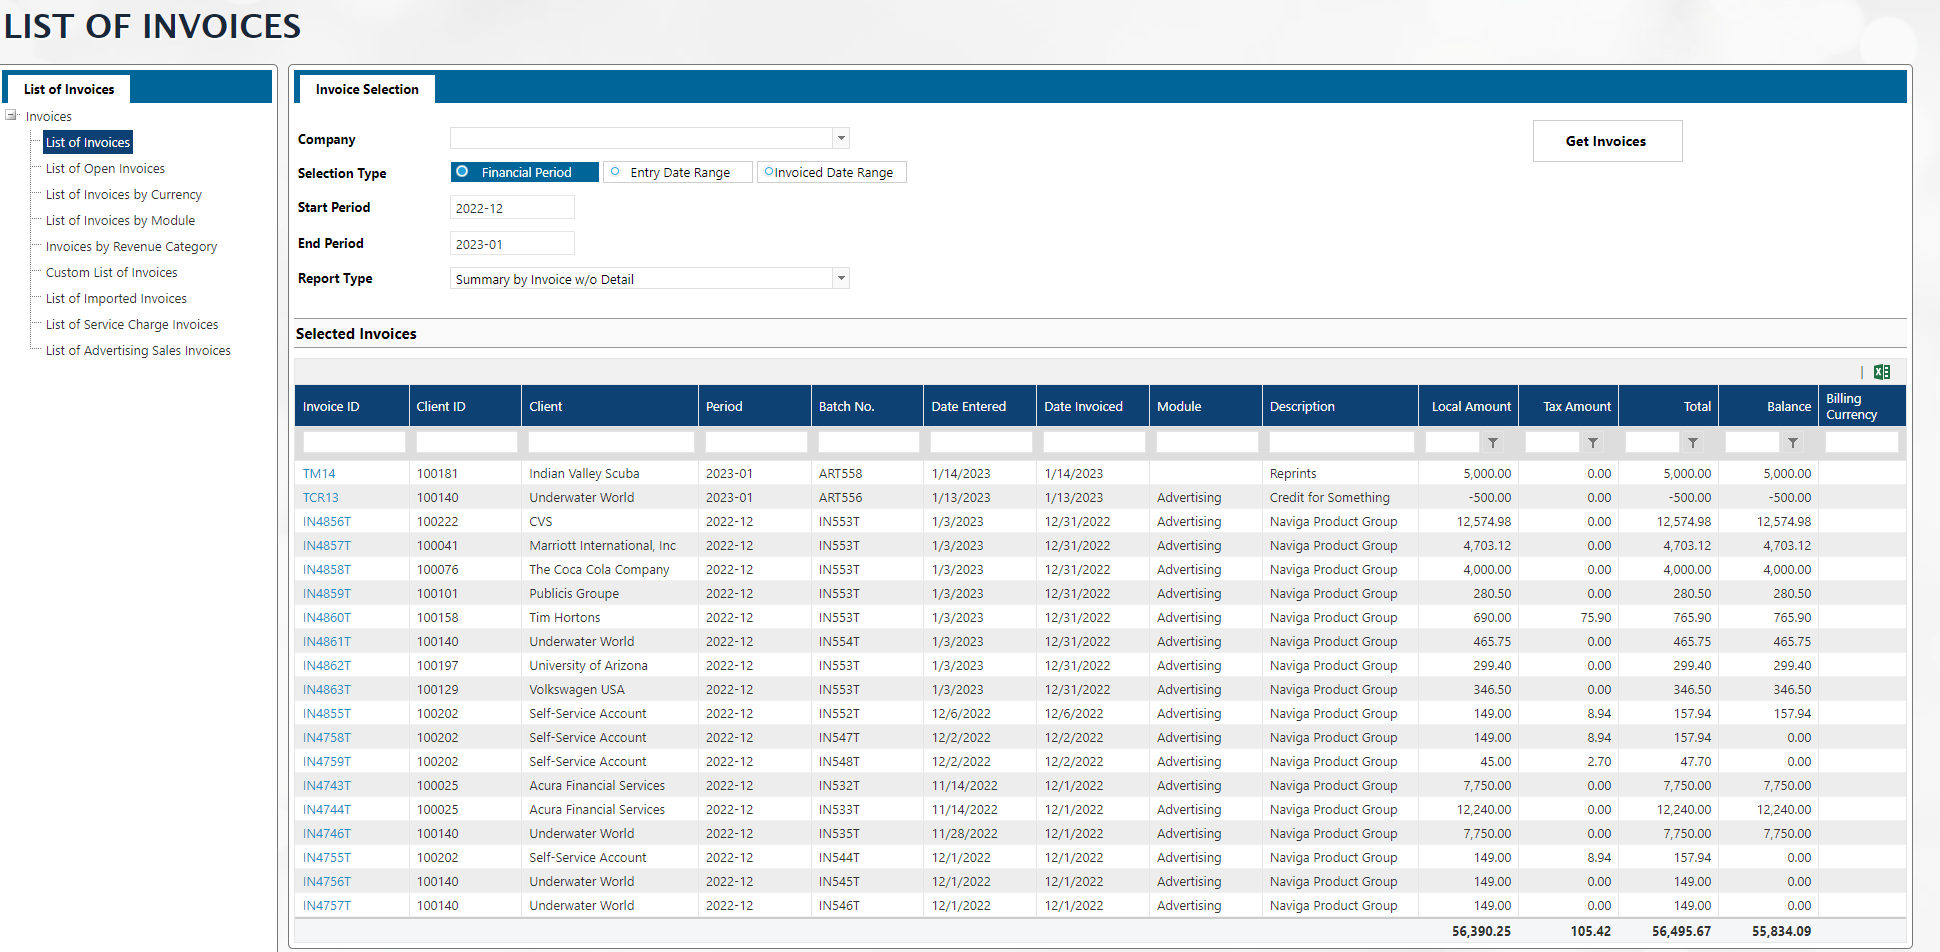 LIST OF INVOICES
List of Invoices
Invoices
List of Invoices
List of Open Invoices
List of Invoices by Currency
List of Invoices by Module
Invoices by Revenue Category
Custom List of Invoices
List of Imported Invoices
List of Service Charge Invoices
List of Advertising Sales Invoices
Invoice Selection
Company
Get Invoices
Selection Type Financial Period Entry Date Range Invoiced Date Range
Start Period 2022-12
End Period 2023-01
Report Type Summary by Invoice w/o Detail
Selected Invoices
Invoice ID Client ID Client Period Batch No. Date Entered Date Invoiced Module Description Local Amount Tax Amount Total Balance Billing Currency
TM14 100181 Indian Valley Scuba 2023-01 ART558 1/14/2023 1/14/2023 Reprints 5,000.00 0.00 5,000.00 5,000.00
TCR13 100140 Underwater World 2023-01 ART556 1/13/2023 1/13/2023 Advertising Credit for Something -500.00 0.00 -500.00 -500.00
IN4856T 100222 CVS 2022-12 IN553T 1/3/2023 12/31/2022 Advertising Naviga Product Group 12,574.98 0.00 12,574.98 12,574.98
IN4857T 100041 Marriott International, Inc 2022-12 IN553T 1/3/2023 12/31/2022 Advertising Naviga Product Group 4,703.12 0.00 4,703.12 4,703.12
IN4858T 100076 The Coca Cola Company 2022-12 IN553T 1/3/2023 12/31/2022 Advertising Naviga Product Group 4,000.00 0.00 4,000.00 4,000.00
IN4859T 100101 Publicis Groupe 2022-12 IN553T 1/3/2023 12/31/2022 Advertising Naviga Product Group 280.50 0.00 280.50 280.50
IN4860T 100158 Tim Hortons 2022-12 IN553T 1/3/2023 12/31/2022 Advertising Naviga Product Group 690.00 75.90 765.90 765.90
IN4861T 100140 Underwater World 2022-12 IN554T 1/3/2023 12/31/2022 Advertising Naviga Product Group 465.75 0.00 465.75 465.75
IN4862T 100197 University of Arizona 2022-12 IN553T 1/3/2023 12/31/2022 Advertising Naviga Product Group 299.40 0.00 299.40 299.40
IN4863T 100129 Volkswagen USA 2022-12 IN553T 1/3/2023 12/31/2022 Advertising Naviga Product Group 346.50 0.00 346.50 346.50
IN4855T 100202 Self-Service Account 2022-12 IN552T 12/6/2022 12/6/2022 Advertising Naviga Product Group 149.00 8.94 157.94 157.94
IN4758T 100202 Self-Service Account 2022-12 IN547T 12/2/2022 12/2/2022 Advertising Naviga Product Group 149.00 8.94 157.94 0.00
IN4759T 100202 Self-Service Account 2022-12 IN548T 12/2/2022 12/2/2022 Advertising Naviga Product Group 45.00 2.70 47.70 0.00
IN4743T 100025 Acura Financial Services 2022-12 IN532T 11/14/2022 12/1/2022 Advertising Naviga Product Group 7,750.00 0.00 7,750.00 7,750.00
IN4744T 100025 Acura Financial Services 2022-12 IN533T 11/14/2022 12/1/2022 Advertising Naviga Product Group 12,240.00 0.00 12,240.00 12,240.00
IN4746T 100140 Underwater World 2022-12 IN535T 11/28/2022 12/1/2022 Advertising Naviga Product Group 7,750.00 0.00 7,750.00 7,750.00
IN4755T 100202 Self-Service Account 2022-12 IN544T 12/1/2022 12/1/2022 Advertising Naviga Product Group 149.00 8.94 157.94 0.00
IN4756T 100140 Underwater World 2022-12 IN545T 12/1/2022 12/1/2022 Advertising Naviga Product Group 149.00 0.00 149.00 0.00
IN4757T 100140 Underwater World 2022-12 IN546T 12/1/2022 12/1/2022 Advertising Naviga Product Group 149.00 0.00 149.00 0.00
56,390.25 105.42 56,495.67 55,834.09